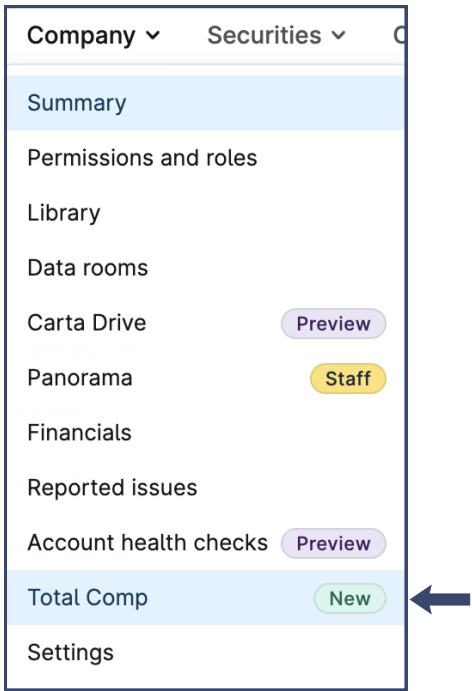 Company Securities
Summary
Permissions and roles
Library
Data rooms
Carta Drive Preview
Panorama Staff
Financials
Reported issues
Account health checks Preview
Total Comp New
Settings